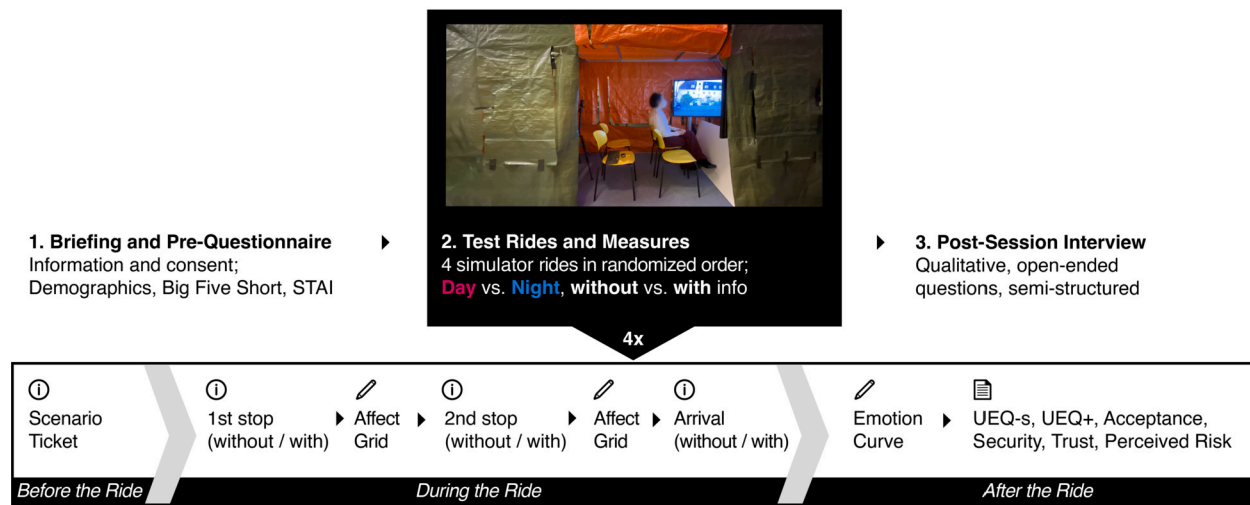 1. Briefing and Pre-Questionnaire
Information and consent;
Demographics, Big Five Short, STAI
2. Test Rides and Measures
4 simulator rides in randomized order;
Day vs. Night, without vs. with info
3. Post-Session Interview
Qualitative, open-ended
questions, semi-structured
4x
Scenario
Ticket
1st stop
(without / with)
Affect
Grid
2nd stop
(without / with)
Affect
Grid
Arrival
(without / with)
Emotion
Curve
UEQ-s, UEQ+, Acceptance,
Security, Trust, Perceived Risk
Before the Ride
During the Ride
After the Ride